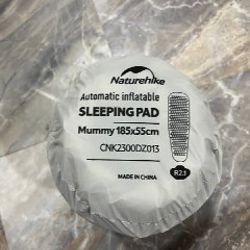 Naturehike
Automatic inflatable
SLEEPING PAD
Mummy 185x55cm
CNK2300DZ013
R2.1
MADE IN CHINA